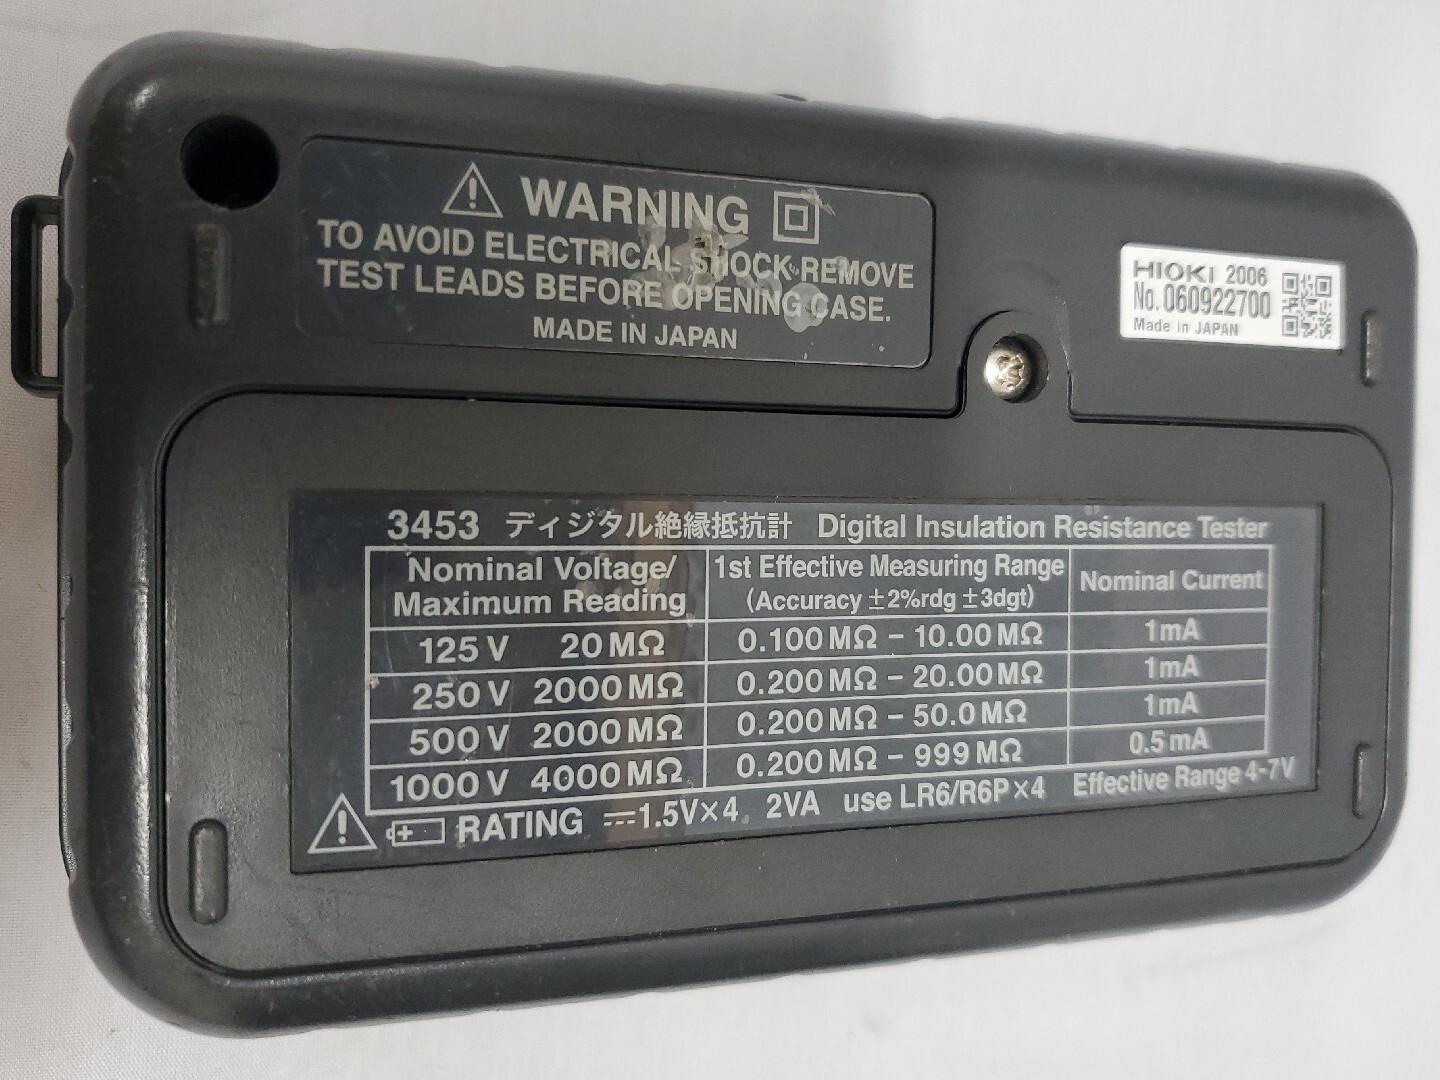 WARNING
TO AVOID ELECTRICAL SHOCK REMOVE
TEST LEADS BEFORE OPENING CASE.
MADE IN JAPAN
HIOKI 2006
No. 060922700
Made in JAPAN
3453 ディジタル絶縁抵抗計 Digital Insulation Resistance Tester
Nominal Voltage/
Maximum Reading
1st Effective Measuring Range
(Accuracy ±2%rdg ±3dgt)
Nominal Current
125 V 20 MΩ 0.100 MΩ – 10.00 MΩ 1mA
250 V 2000 MΩ 0.200 MΩ – 20.00 MΩ 1mA
500 V 2000 MΩ 0.200 MΩ – 50.0 MΩ 1mA
1000 V 4000 MΩ 0.200 MΩ – 999 MΩ 0.5 mA
RATING ⎓1.5V×4 2VA use LR6/R6P×4 Effective Range 4-7V